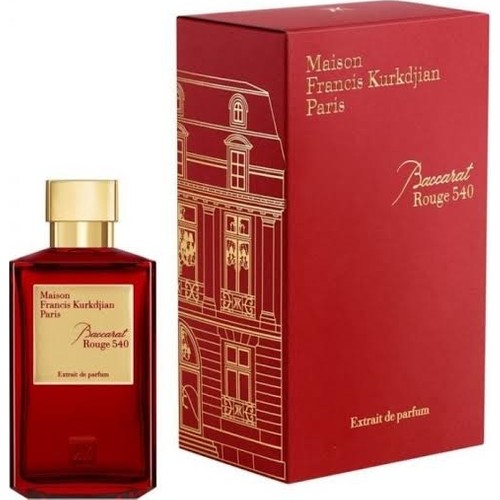 Maison
Francis Kurkdjian
Paris
Baccarat
Rouge 540
Extrait de parfum
Maison
Francis Kurkdjian
Paris
Baccarat
Rouge 540
Extrait de parfum